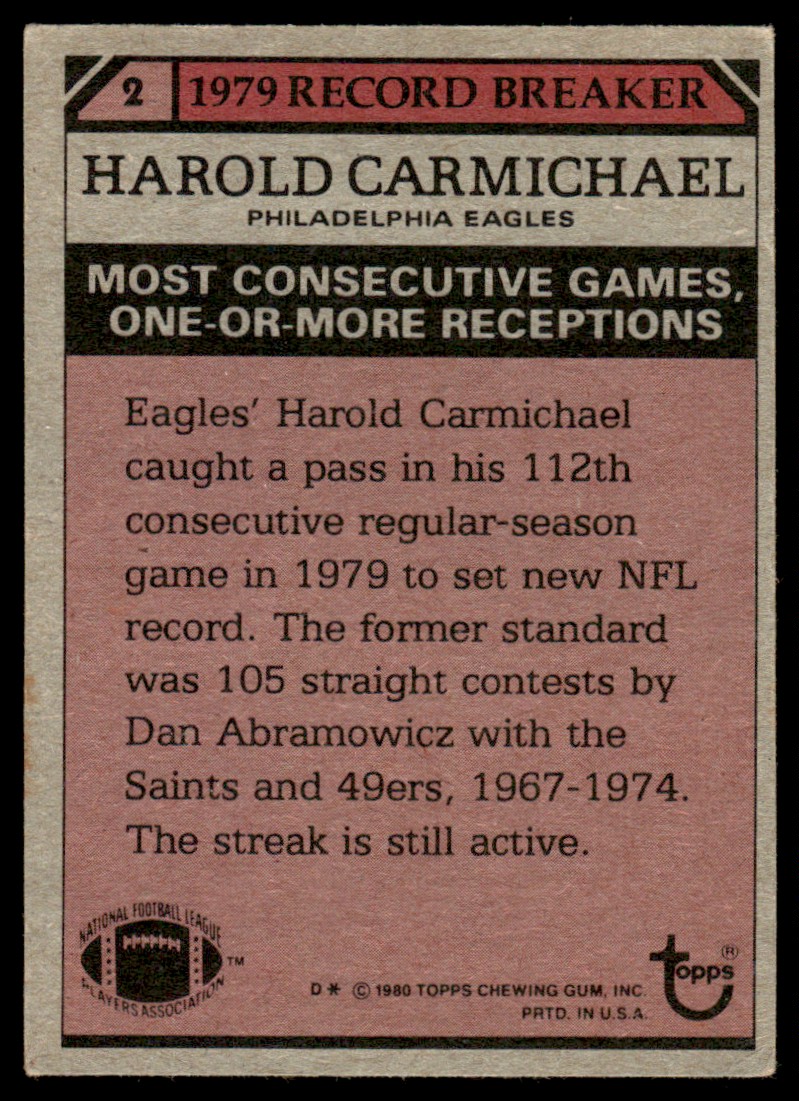 2 1979 RECORD BREAKER
HAROLD CARMICHAEL
PHILADELPHIA EAGLES
MOST CONSECUTIVE GAMES,
ONE-OR-MORE RECEPTIONS
Eagles' Harold Carmichael
caught a pass in his 112th
consecutive regular-season
game in 1979 to set new NFL
record. The former standard
was 105 straight contests by
Dan Abramowicz with the
Saints and 49ers, 1967-1974.
The streak is still active.
NATIONAL FOOTBALL LEAGUE
PLAYERS ASSOCIATION
TM
D* © 1980 TOPPS CHEWING GUM, INC.
PRTD. IN U.S.A.
topps ®